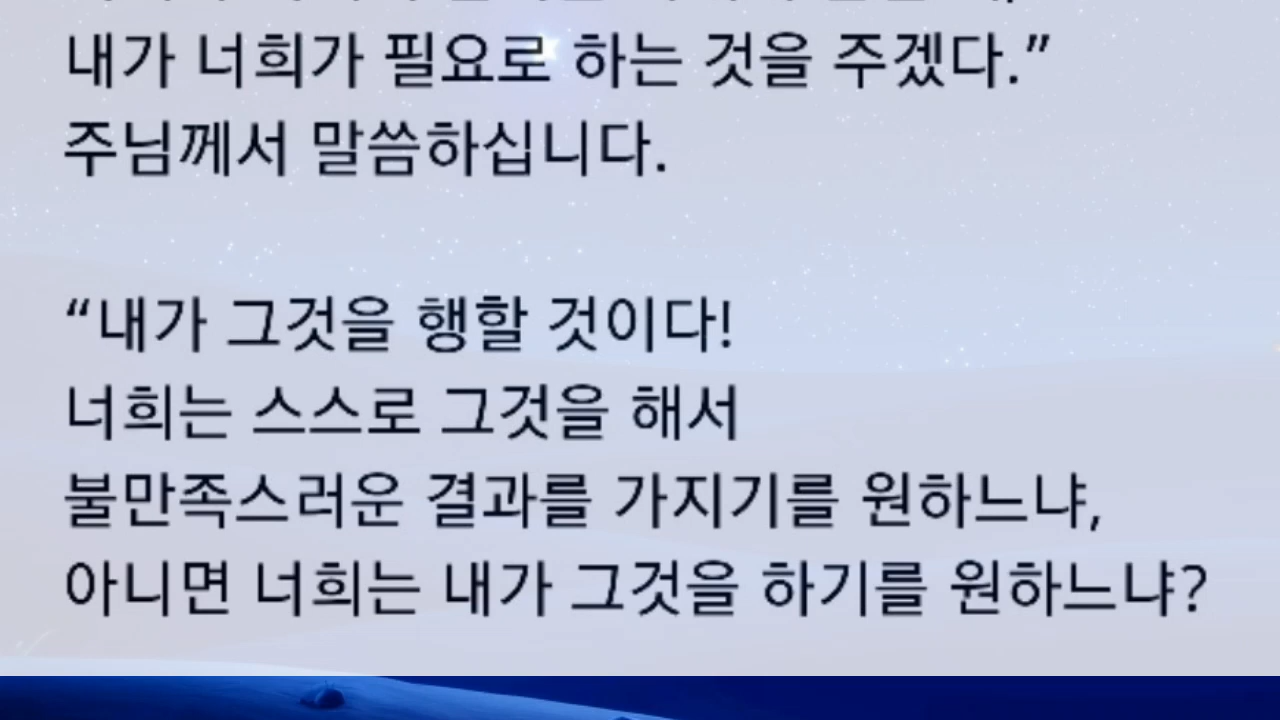 내가 너희가 필요로 하는 것을 주겠다.”
주님께서 말씀하십니다.
“내가 그것을 행할 것이다!
너희는 스스로 그것을 해서
불만족스러운 결과를 가지기를 원하느냐,
아니면 너희는 내가 그것을 하기를 원하느냐?